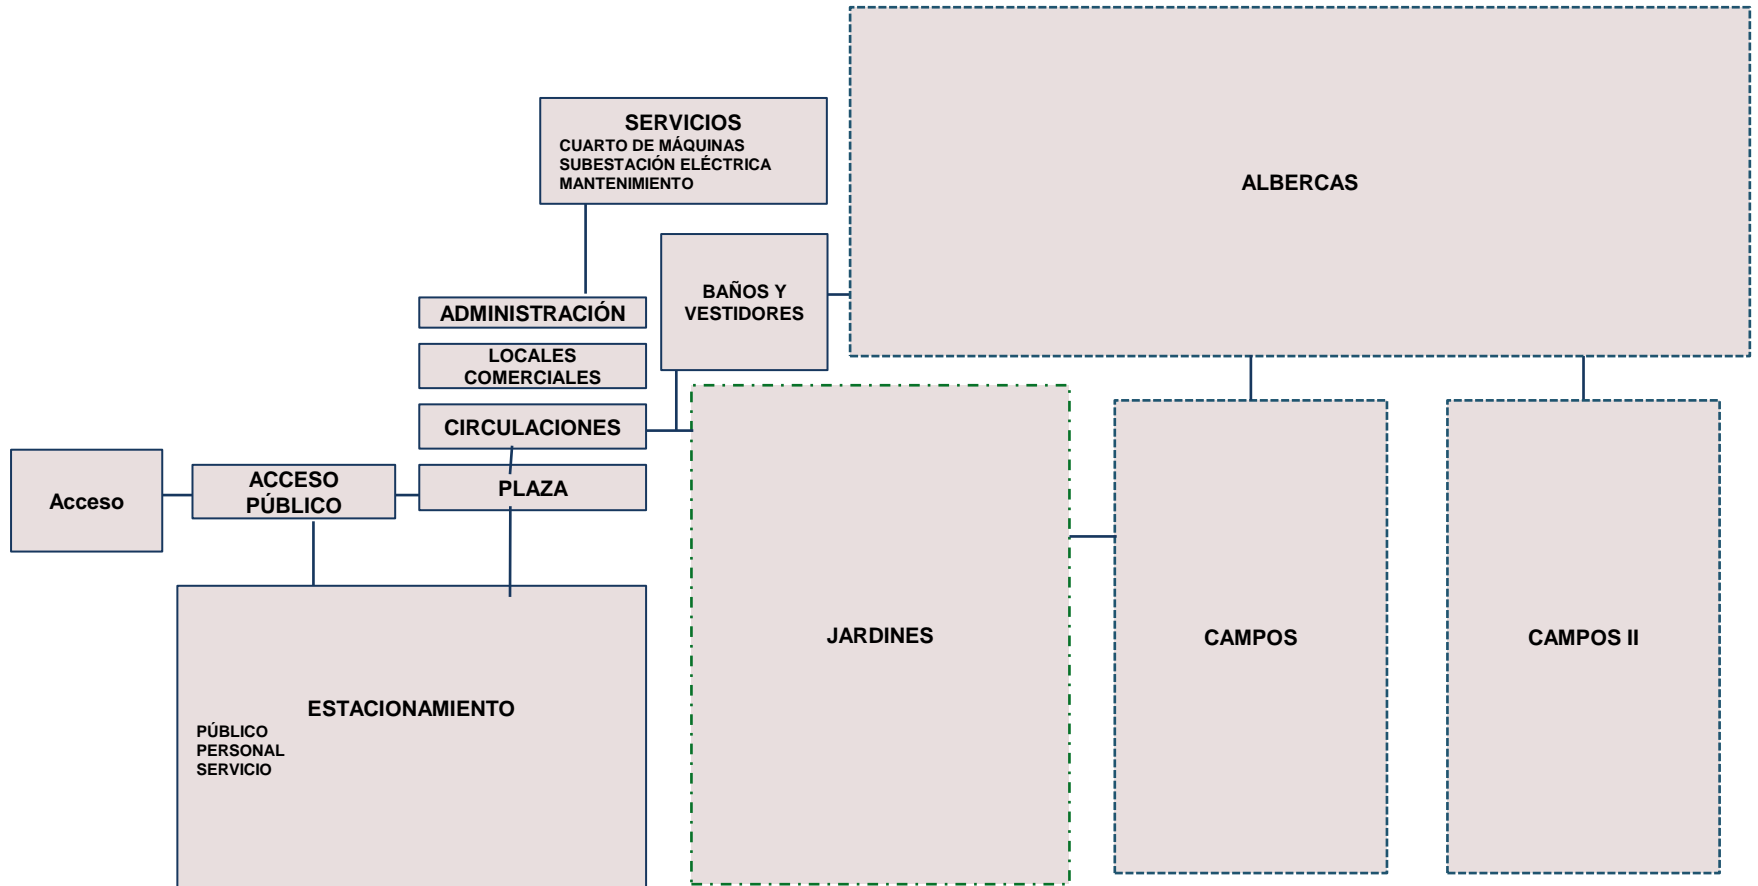 SERVICIOS
CUARTO DE MÁQUINAS
SUBESTACIÓN ELÉCTRICA
MANTENIMIENTO
ALBERCAS
BAÑOS Y
VESTIDORES
ADMINISTRACIÓN
LOCALES
COMERCIALES
CIRCULACIONES
Acceso
ACCESO
PÚBLICO
PLAZA
JARDINES
CAMPOS
CAMPOS II
ESTACIONAMIENTO
PÚBLICO
PERSONAL
SERVICIO